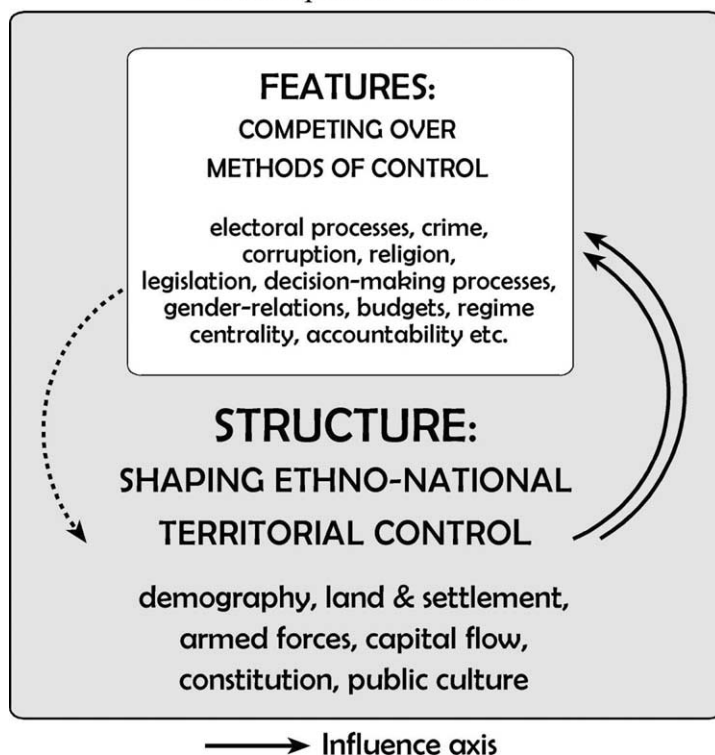 FEATURES:
COMPETING OVER
METHODS OF CONTROL
electoral processes, crime,
corruption, religion,
legislation, decision-making processes,
gender-relations, budgets, regime
centrality, accountability etc.
STRUCTURE:
SHAPING ETHNO-NATIONAL
TERRITORIAL CONTROL
demography, land & settlement,
armed forces, capital flow,
constitution, public culture
Influence axis